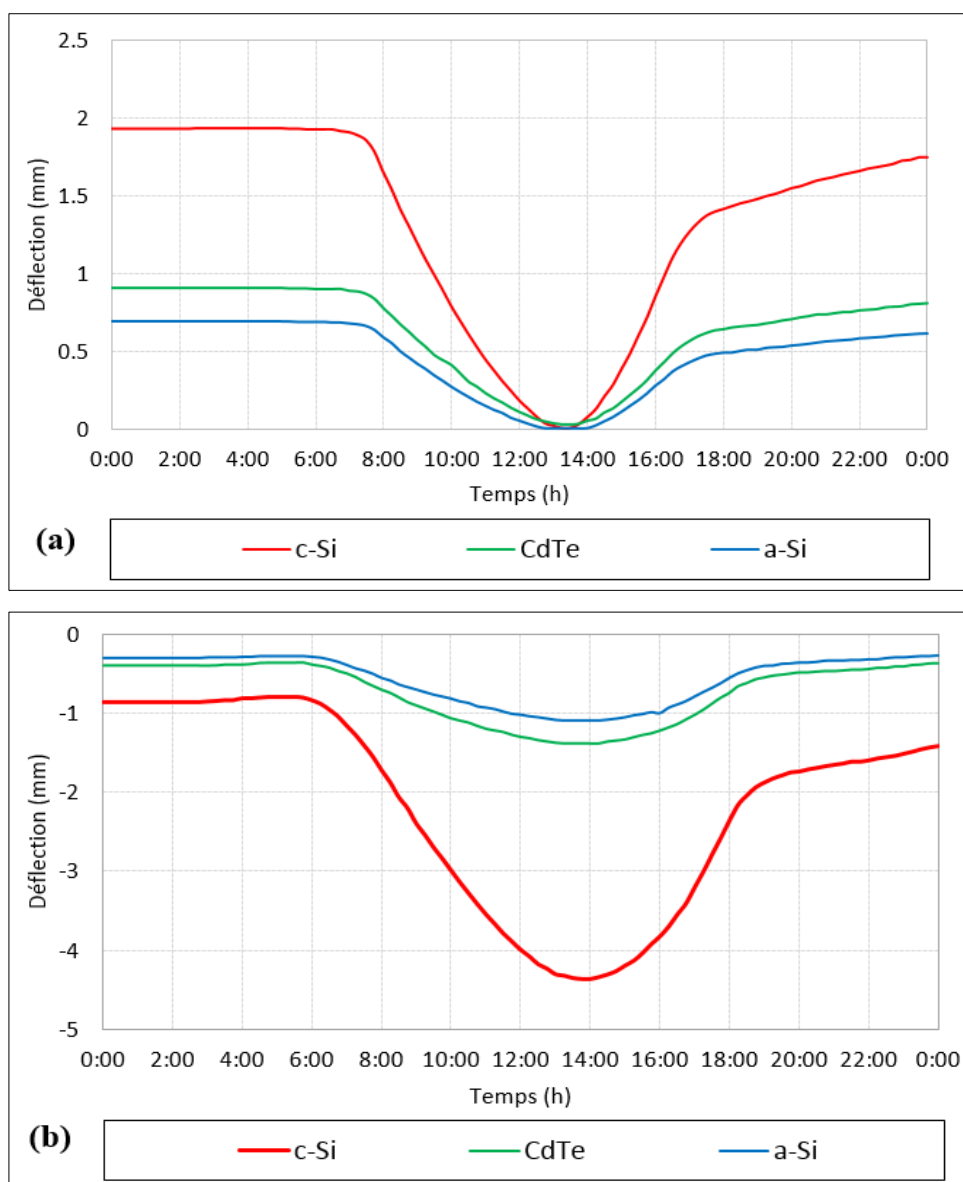 2.5
2
1.5
1
0.5
0
Déflection (mm)
0:00 2:00 4:00 6:00 8:00 10:00 12:00 14:00 16:00 18:00 20:00 22:00 0:00
Temps (h)
(a)
c-Si CdTe a-Si
0
-1
-2
-3
-4
-5
Déflection (mm)
0:00 2:00 4:00 6:00 8:00 10:00 12:00 14:00 16:00 18:00 20:00 22:00 0:00
Temps (h)
(b)
c-Si CdTe a-Si